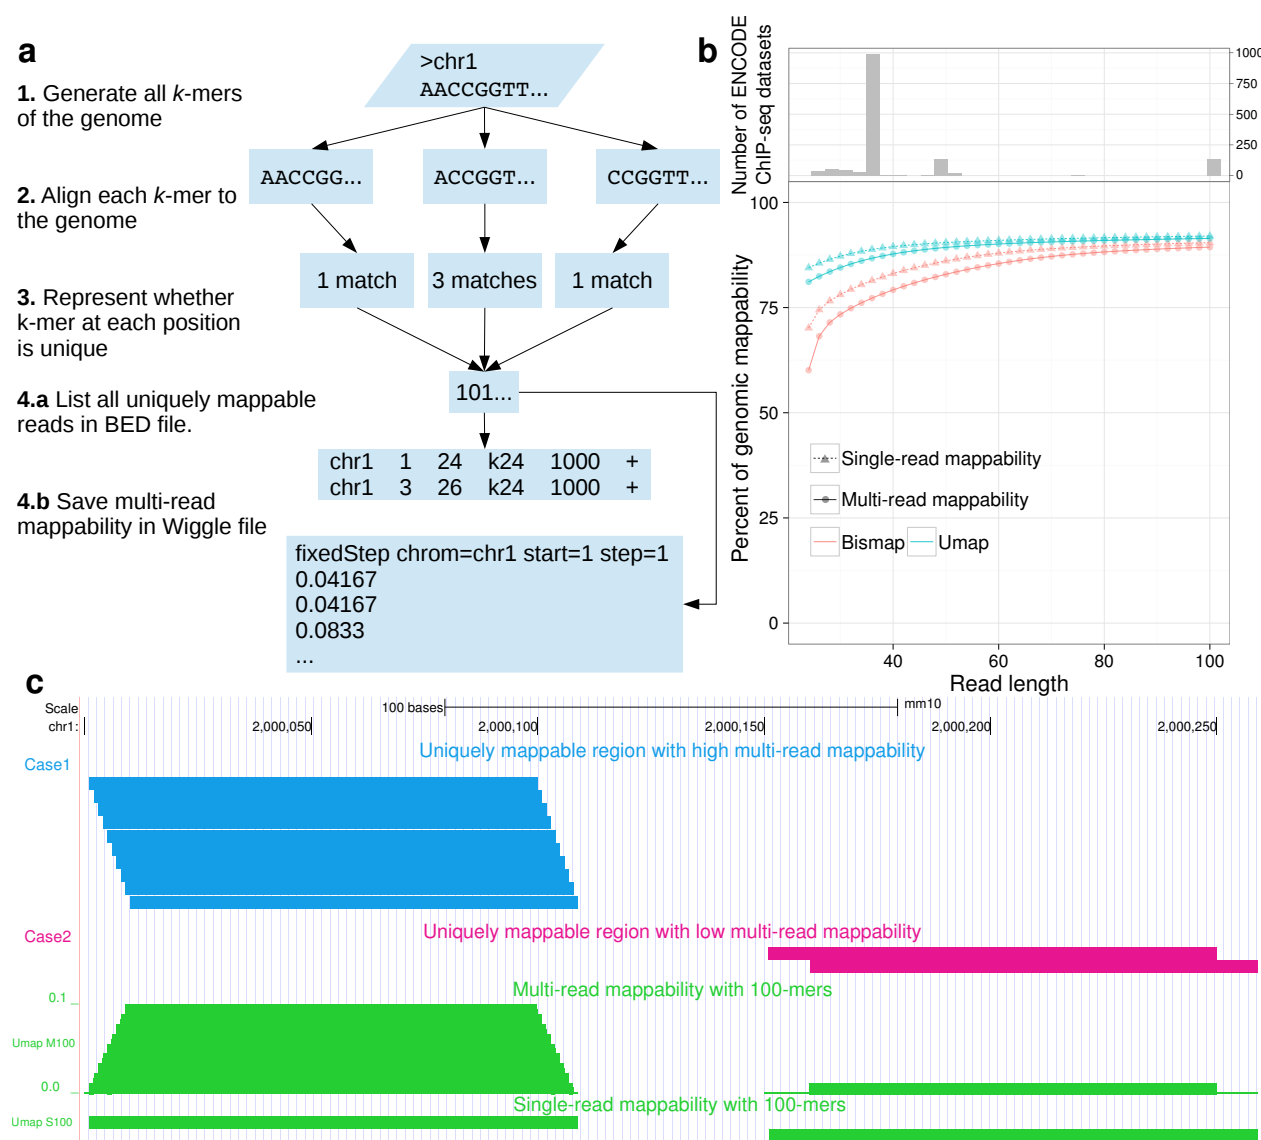 a
1. Generate all k-mers
of the genome
>chr1
AACCGGTT...
2. Align each k-mer to
the genome
AACCGG...
ACCGGT...
CCGGTT...
3. Represent whether
k-mer at each position
is unique
1 match
3 matches
1 match
4.a List all uniquely mappable
reads in BED file.
101...
chr1 1 24 k24 1000 +
chr1 3 26 k24 1000 +
4.b Save multi-read
mappability in Wiggle file
fixedStep chrom=chr1 start=1 step=1
0.04167
0.04167
0.0833
...
b
Number of ENCODE
ChIP-seq datasets
1000
750
500
250
0
Percent of genomic mappability
100
75
50
25
0
Single-read mappability
Multi-read mappability
Bismap
Umap
40
60
80
100
Read length
c
Scale
100 bases
mm10
chr1:
2,000,050
2,000,100
2,000,150
2,000,200
2,000,250
Uniquely mappable region with high multi-read mappability
Case1
Uniquely mappable region with low multi-read mappability
Case2
Multi-read mappability with 100-mers
0.1
Umap M100
0.0
Single-read mappability with 100-mers
Umap S100